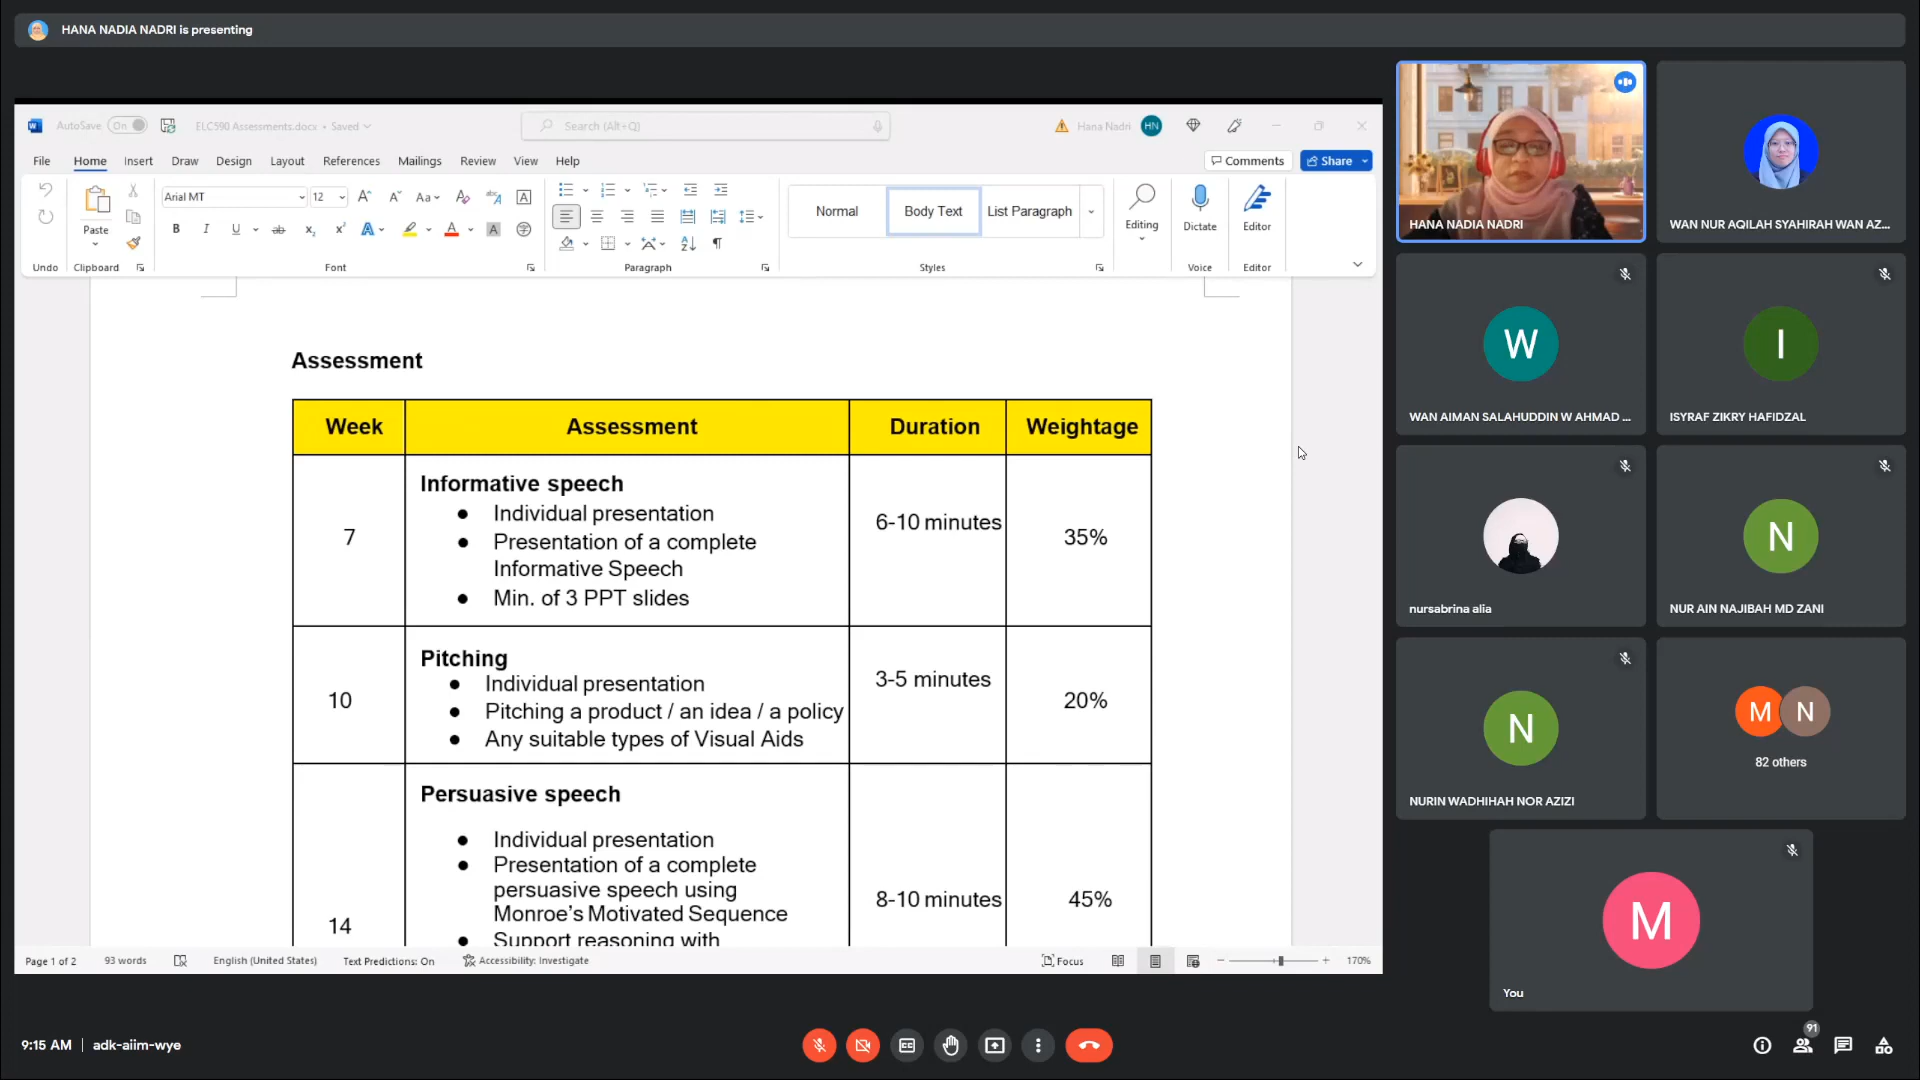 HANA NADIA NADRI is presenting
AutoSave On ELC590 Assessments.docx • Saved
Search (Alt+Q)
Hana Nadri HN
File Home Insert Draw Design Layout References Mailings Review View Help
Comments Share
Arial MT 12
Paste
Normal Body Text List Paragraph
Editing Dictate Editor
Undo Clipboard Font Paragraph Styles Voice Editor
Assessment
Week Assessment Duration Weightage
7
Informative speech
● Individual presentation
● Presentation of a complete
Informative Speech
● Min. of 3 PPT slides
6-10 minutes
35%
10
Pitching
● Individual presentation
● Pitching a product / an idea / a policy
● Any suitable types of Visual Aids
3-5 minutes
20%
14
Persuasive speech
● Individual presentation
● Presentation of a complete
persuasive speech using
Monroe's Motivated Sequence
● Support reasoning with
8-10 minutes
45%
Page 1 of 2 93 words English (United States) Text Predictions: On Accessibility: Investigate Focus 170%
HANA NADIA NADRI
WAN NUR AQILAH SYAHIRAH WAN AZ...
W
WAN AIMAN SALAHUDDIN W AHMAD ...
I
ISYRAF ZIKRY HAFIDZAL
nursabrina alia
N
NUR AIN NAJIBAH MD ZANI
N
NURIN WADHIHAH NOR AZIZI
M N
82 others
M
You
9:15 AM | adk-aiim-wye
91